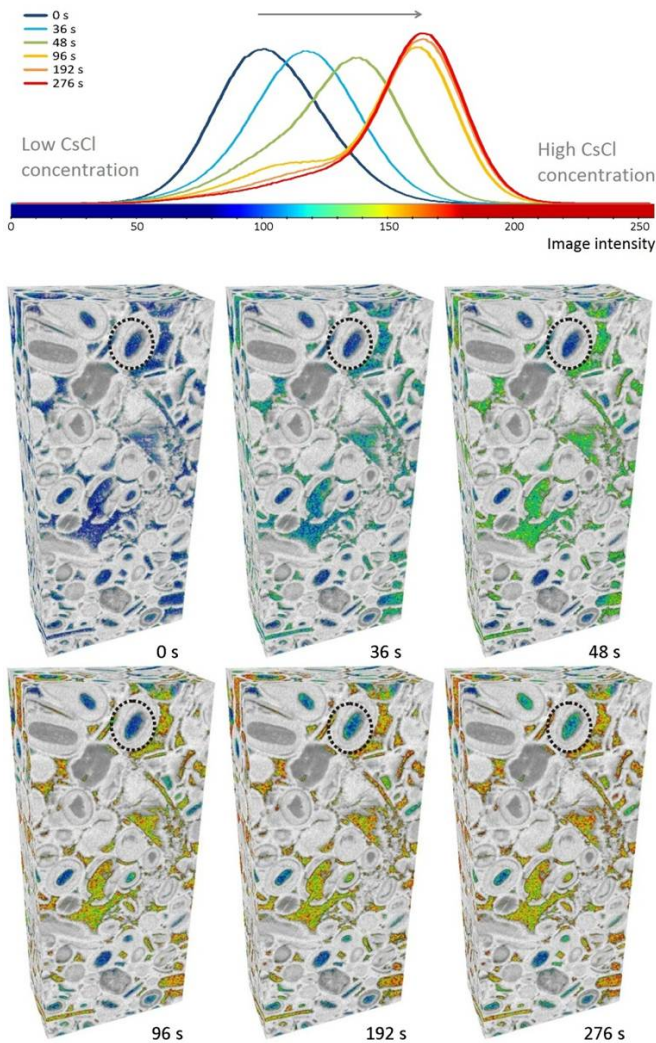 0 s
36 s
48 s
96 s
192 s
276 s
Low CsCl
concentration
High CsCl
concentration
0 50 100 150 200 250
Image intensity
0 s 36 s 48 s
96 s 192 s 276 s